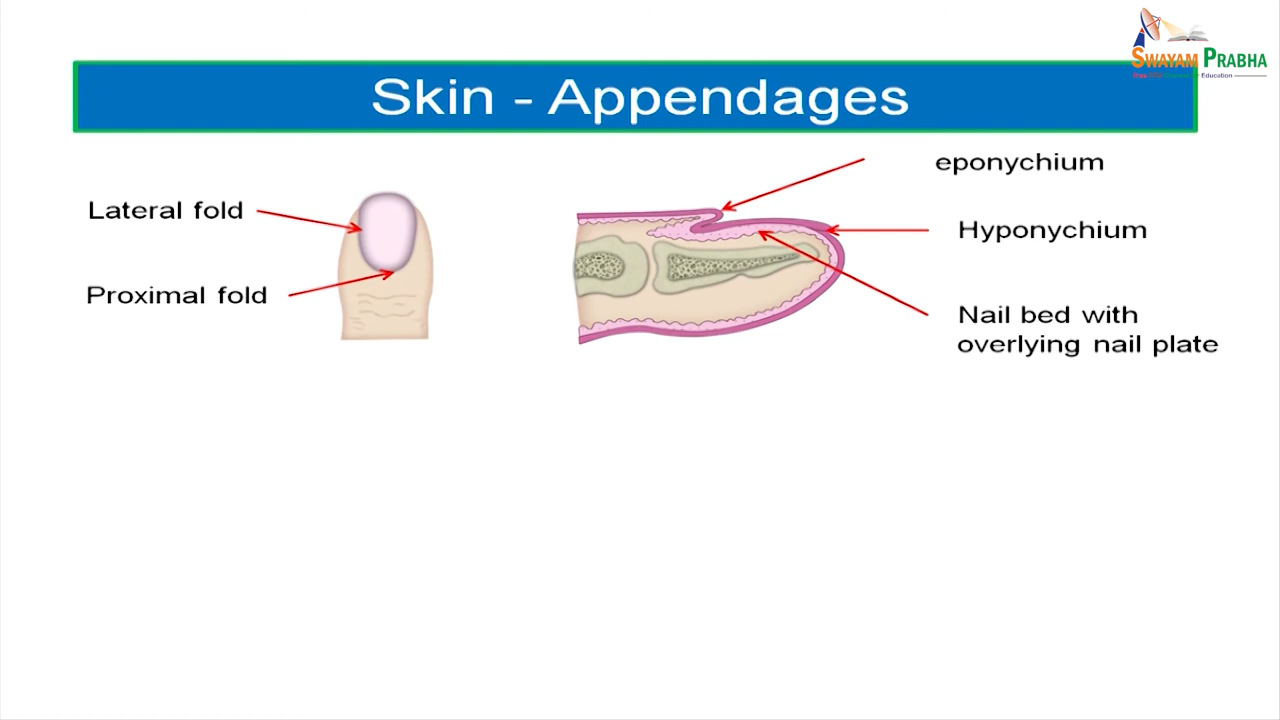 SWAYAM PRABHA
Skin - Appendages
Lateral fold
Proximal fold
eponychium
Hyponychium
Nail bed with
overlying nail plate